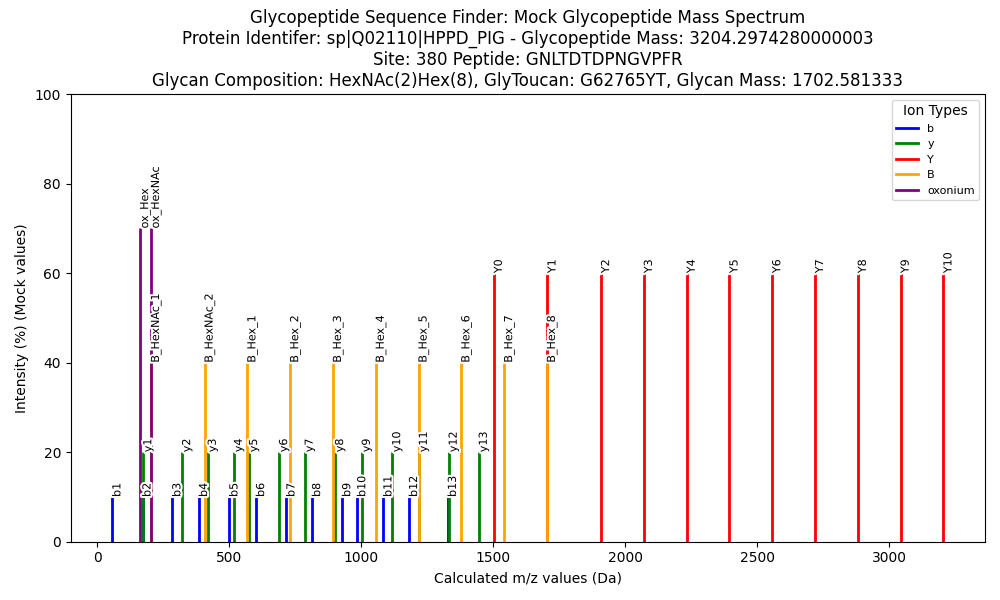 Glycopeptide Sequence Finder: Mock Glycopeptide Mass Spectrum
Protein Identifer: sp|Q02110|HPPD_PIG - Glycopeptide Mass: 3204.2974280000003
Site: 380 Peptide: GNLTDTDPNGVPFR
Glycan Composition: HexNAc(2)Hex(8), GlyToucan: G62765YT, Glycan Mass: 1702.581333
Intensity (%) (Mock values)
100
80
60
40
20
0
Ion Types
b
y
Y
B
oxonium
ox_Hex
ox_HexNAc
Y0
Y1
Y2
Y3
Y4
Y5
Y6
Y7
Y8
Y9
Y10
B_HexNAc_1
B_HexNAc_2
B_Hex_1
B_Hex_2
B_Hex_3
B_Hex_4
B_Hex_5
B_Hex_6
B_Hex_7
B_Hex_8
y1
y2
y3
y4
y5
y6
y7
y8
y9
y10
y11
y12
y13
b1
b2
b3
b4
b5
b6
b7
b8
b9
b10
b11
b12
b13
0
500
1000
1500
2000
2500
3000
Calculated m/z values (Da)